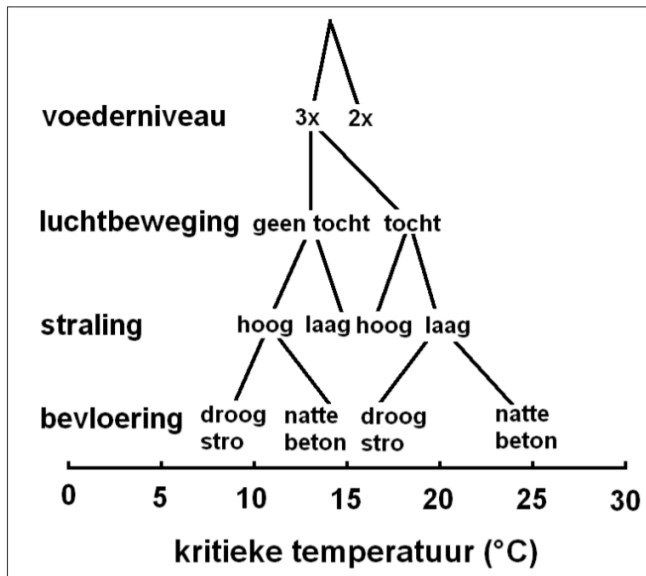 voederniveau 3x 2x
luchtbeweging geen tocht tocht
straling hoog laag hoog laag
bevloering droog natte droog natte
stro beton stro beton
0 5 10 15 20 25 30
kritieke temperatuur (°C)